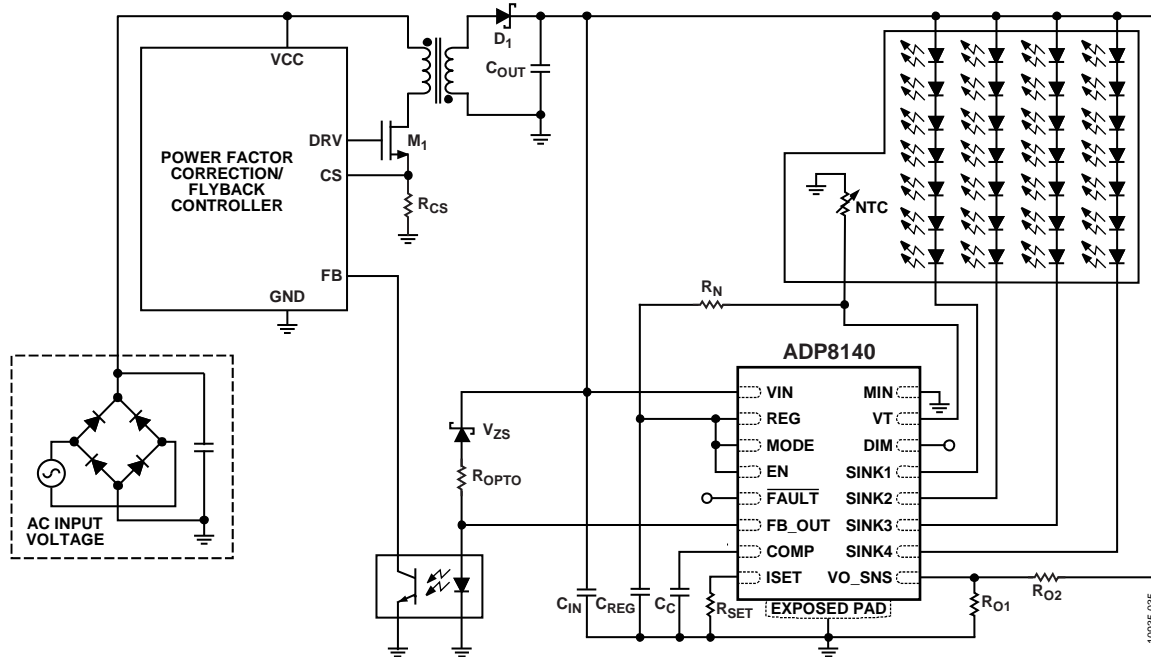 VCC
D1
COUT
DRV
M1
POWER FACTOR
CORRECTION/
FLYBACK
CONTROLLER
CS
RCS
NTC
FB
GND
RN
ADP8140
VIN
MIN
REG
VT
VZS
MODE
DIM
ROPTO
EN
SINK1
FAULT
SINK2
FB_OUT
SINK3
AC INPUT
VOLTAGE
COMP
SINK4
ISET
VO_SNS
RO2
CIN
CREG
CC
RSET
EXPOSED PAD
RO1